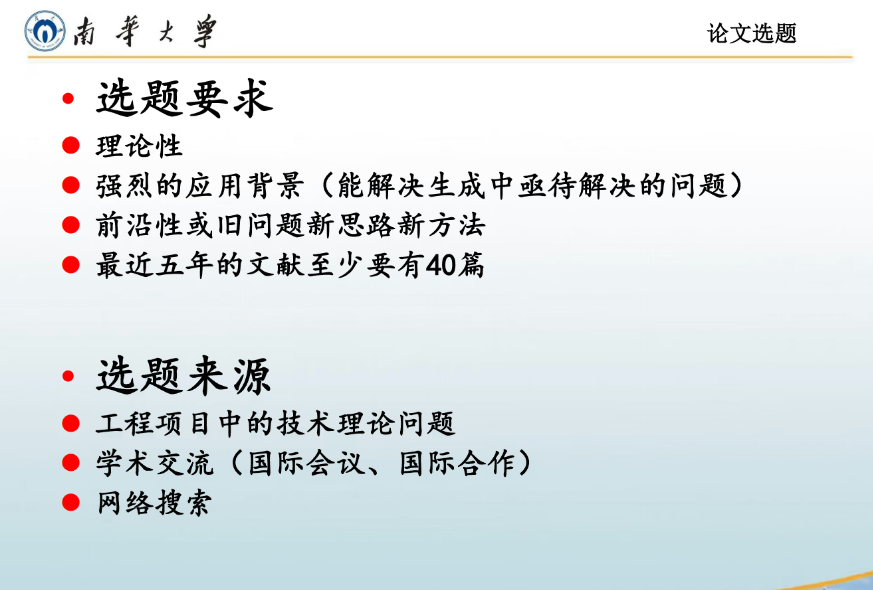 南华大学
论文选题
• 选题要求
● 理论性
● 强烈的应用背景（能解决生成中亟待解决的问题）
● 前沿性或旧问题新思路新方法
● 最近五年的文献至少要有40篇
• 选题来源
● 工程项目中的技术理论问题
● 学术交流（国际会议、国际合作）
● 网络搜索